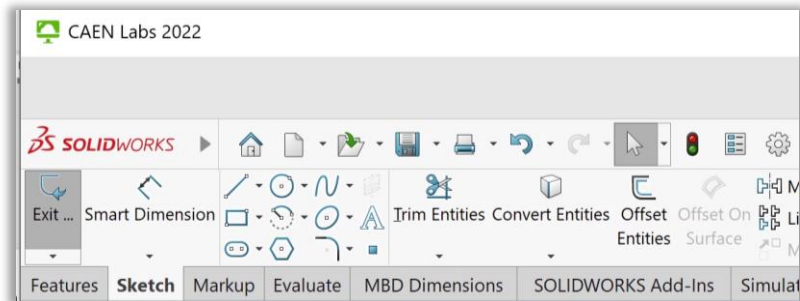 CAEN Labs 2022
SOLIDWORKS
Exit ... Smart Dimension Trim Entities Convert Entities Offset Entities Offset On Surface
Features Sketch Markup Evaluate MBD Dimensions SOLIDWORKS Add-Ins